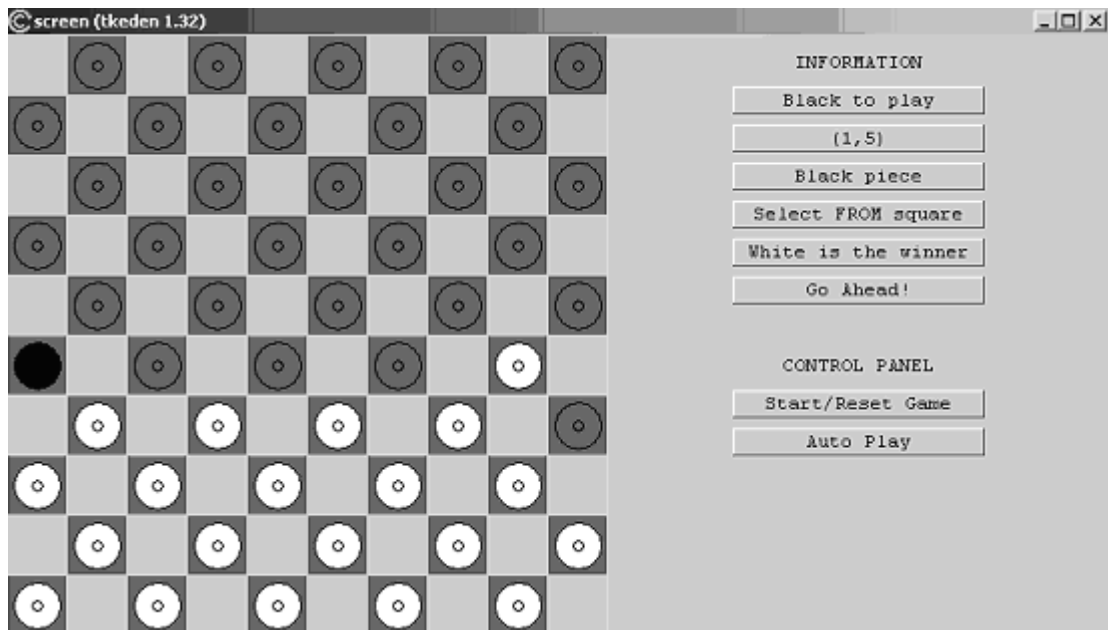 screen (tkeden 1.32)
INFORMATION
Black to play
(1,5)
Black piece
Select FROM square
White is the winner
Go Ahead!
CONTROL PANEL
Start/Reset Game
Auto Play